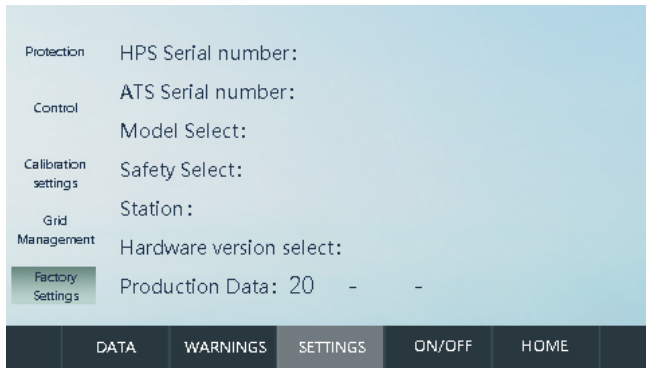 Protection
Control
Calibration
settings
Grid
Management
Factory
Settings
HPS Serial number:
ATS Serial number:
Model Select:
Safety Select:
Station:
Hardware version select:
Production Data: 20 - -
DATA WARNINGS SETTINGS ON/OFF HOME